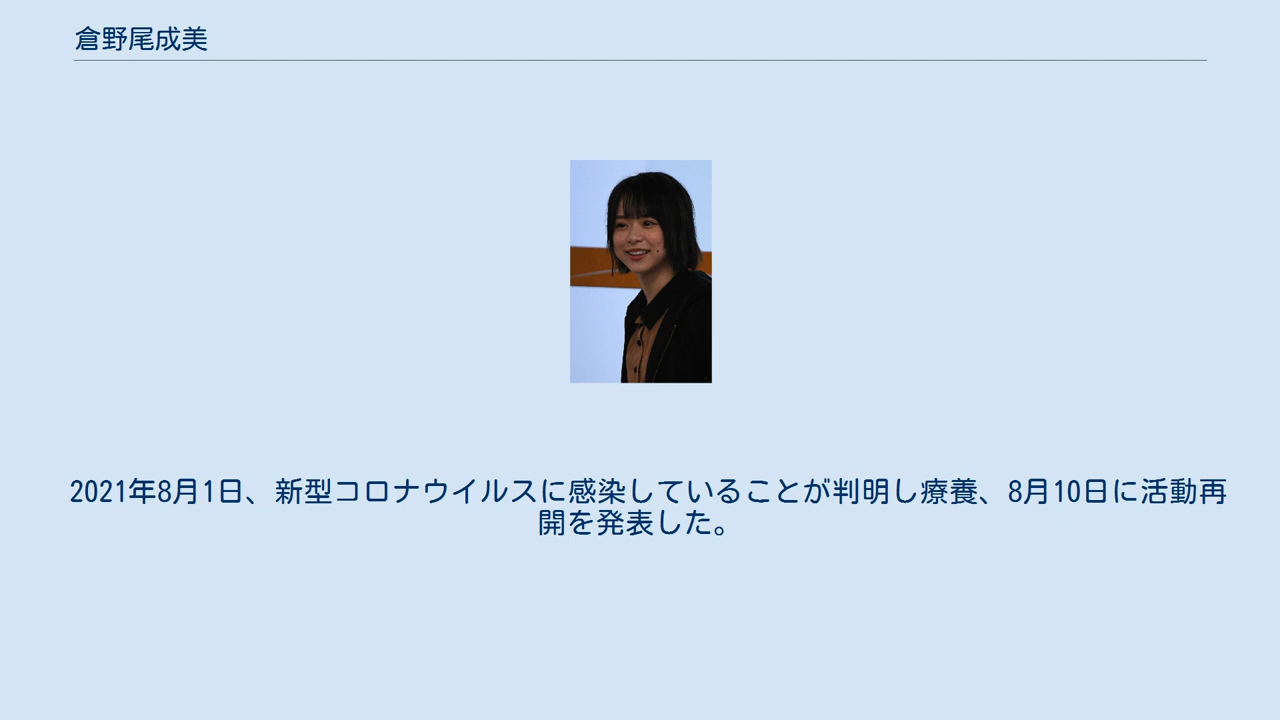 倉野尾成美
2021年8月1日、新型コロナウイルスに感染していることが判明し療養、8月10日に活動再
開を発表した。